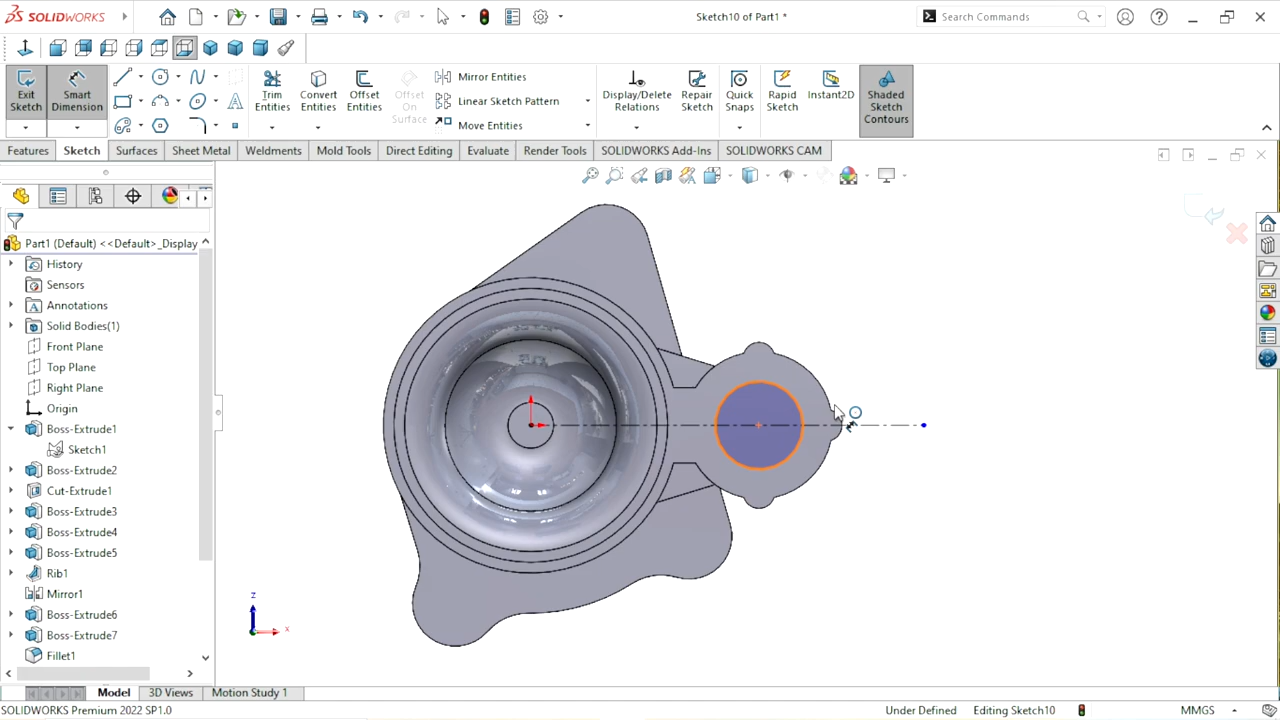 SOLIDWORKS
Sketch10 of Part1 *
Search Commands
Exit Sketch
Smart Dimension
Trim Entities
Convert Entities
Offset Entities
Offset On Surface
Mirror Entities
Linear Sketch Pattern
Move Entities
Display/Delete Relations
Repair Sketch
Quick Snaps
Rapid Sketch
Instant2D
Shaded Sketch Contours
Features
Sketch
Surfaces
Sheet Metal
Weldments
Mold Tools
Direct Editing
Evaluate
Render Tools
SOLIDWORKS Add-Ins
SOLIDWORKS CAM
Part1 (Default) <<Default>_Display
History
Sensors
Annotations
Solid Bodies(1)
Front Plane
Top Plane
Right Plane
Origin
Boss-Extrude1
Sketch1
Boss-Extrude2
Cut-Extrude1
Boss-Extrude3
Boss-Extrude4
Boss-Extrude5
Rib1
Mirror1
Boss-Extrude6
Boss-Extrude7
Fillet1
z
x
Model
3D Views
Motion Study 1
SOLIDWORKS Premium 2022 SP1.0
Under Defined
Editing Sketch10
MMGS